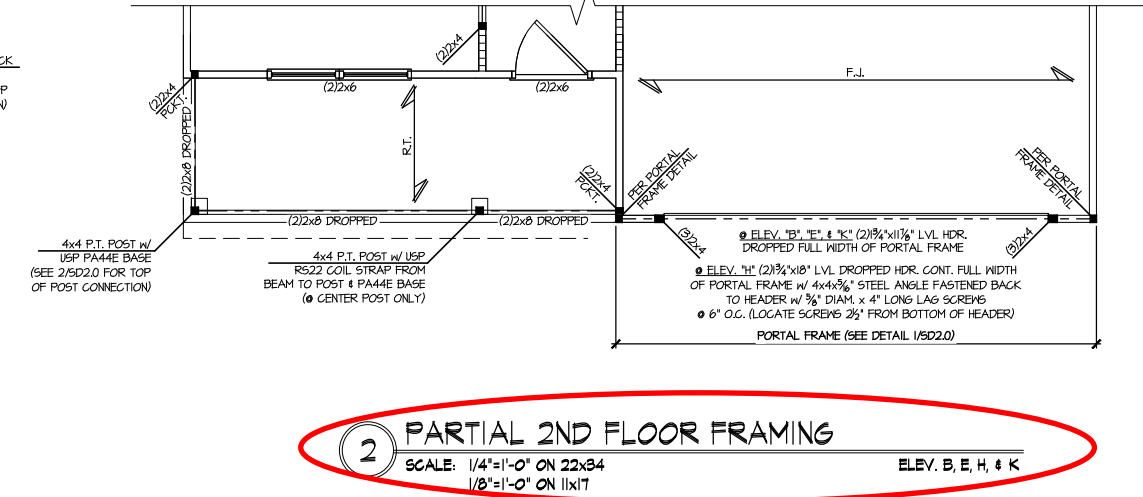 CK
P
W)
(2)2x4
(2)2x4
PCKT.
(2)2x6
(2)2x6
F.J.
(2)2x8 DROPPED
R.T.
(2)2x4
PCKT.
PER PORTAL
FRAME DETAIL
PER PORTAL
FRAME DETAIL
(2)2x8 DROPPED
(2)2x8 DROPPED
(3)2x4
(3)2x4
4x4 P.T. POST w/
USP PA44E BASE
(SEE 2/SD2.0 FOR TOP
OF POST CONNECTION)
4x4 P.T. POST w/ USP
RS22 COIL STRAP FROM
BEAM TO POST & PA44E BASE
(@ CENTER POST ONLY)
@ ELEV. "B", "E", & "K" (2)1¾"x11⅞" LVL HDR.
DROPPED FULL WIDTH OF PORTAL FRAME
@ ELEV. "H" (2)1¾"x18" LVL DROPPED HDR. CONT. FULL WIDTH
OF PORTAL FRAME w/ 4x4x5/16" STEEL ANGLE FASTENED BACK
TO HEADER w/ ⅜" DIAM. x 4" LONG LAG SCREWS
@ 6" O.C. (LOCATE SCREWS 2½" FROM BOTTOM OF HEADER)
PORTAL FRAME (SEE DETAIL 1/SD2.0)
2
PARTIAL 2ND FLOOR FRAMING
SCALE: 1/4"=1'-0" ON 22x34
1/8"=1'-0" ON 11x17
ELEV. B, E, H, & K